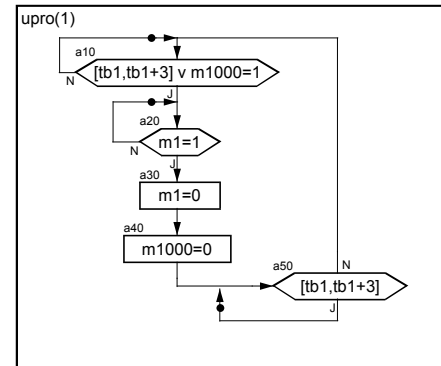 upro(1)
a10
[tb1,tb1+3] v m1000=1
N
J
a20
m1=1
N
J
a30
m1=0
a40
m1000=0
a50
N
[tb1,tb1+3]
J